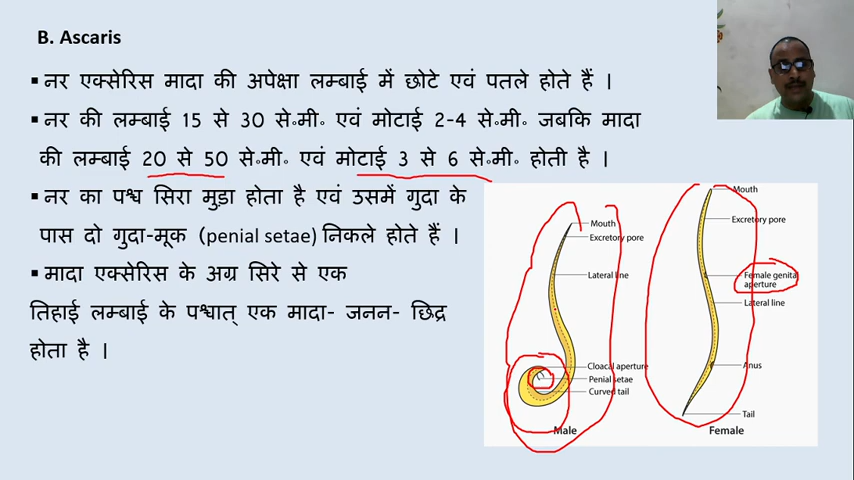 B. Ascaris
▪ नर एक्सेरिस मादा की अपेक्षा लम्बाई में छोटे एवं पतले होते हैं ।
▪ नर की लम्बाई 15 से 30 से॰मी॰ एवं मोटाई 2-4 से॰मी॰ जबकि मादा
की लम्बाई 20 से 50 से॰मी॰ एवं मोटाई 3 से 6 से॰मी॰ होती है ।
▪ नर का पश्च सिरा मुड़ा होता है एवं उसमें गुदा के
पास दो गुदा-मूक (penial setae) निकले होते हैं ।
▪ मादा एक्सेरिस के अग्र सिरे से एक
तिहाई लम्बाई के पश्चात् एक मादा- जनन- छिद्र
होता है ।
Mouth
Excretory pore
Lateral line
Cloacal aperture
Penial setae
Curved tail
Male
Mouth
Excretory pore
Female genital
aperture
Lateral line
Anus
Tail
Female